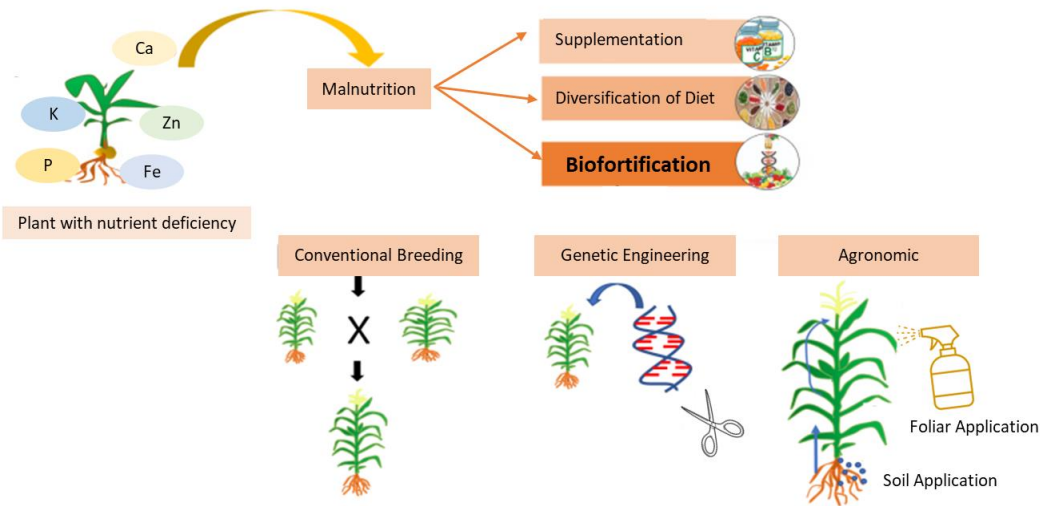 Ca
K
Zn
P
Fe
Plant with nutrient deficiency
Malnutrition
Supplementation
Diversification of Diet
Biofortification
Conventional Breeding
X
Genetic Engineering
Agronomic
Foliar Application
Soil Application